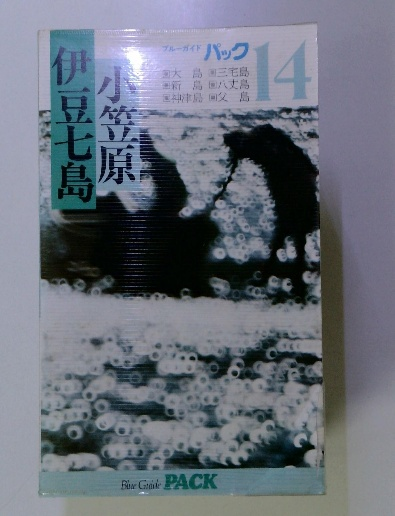 伊豆七島
小笠原
ブルーガイド パック 14
大島 三宅島
新島 八丈島
神津島 父島
Blue Guide PACK